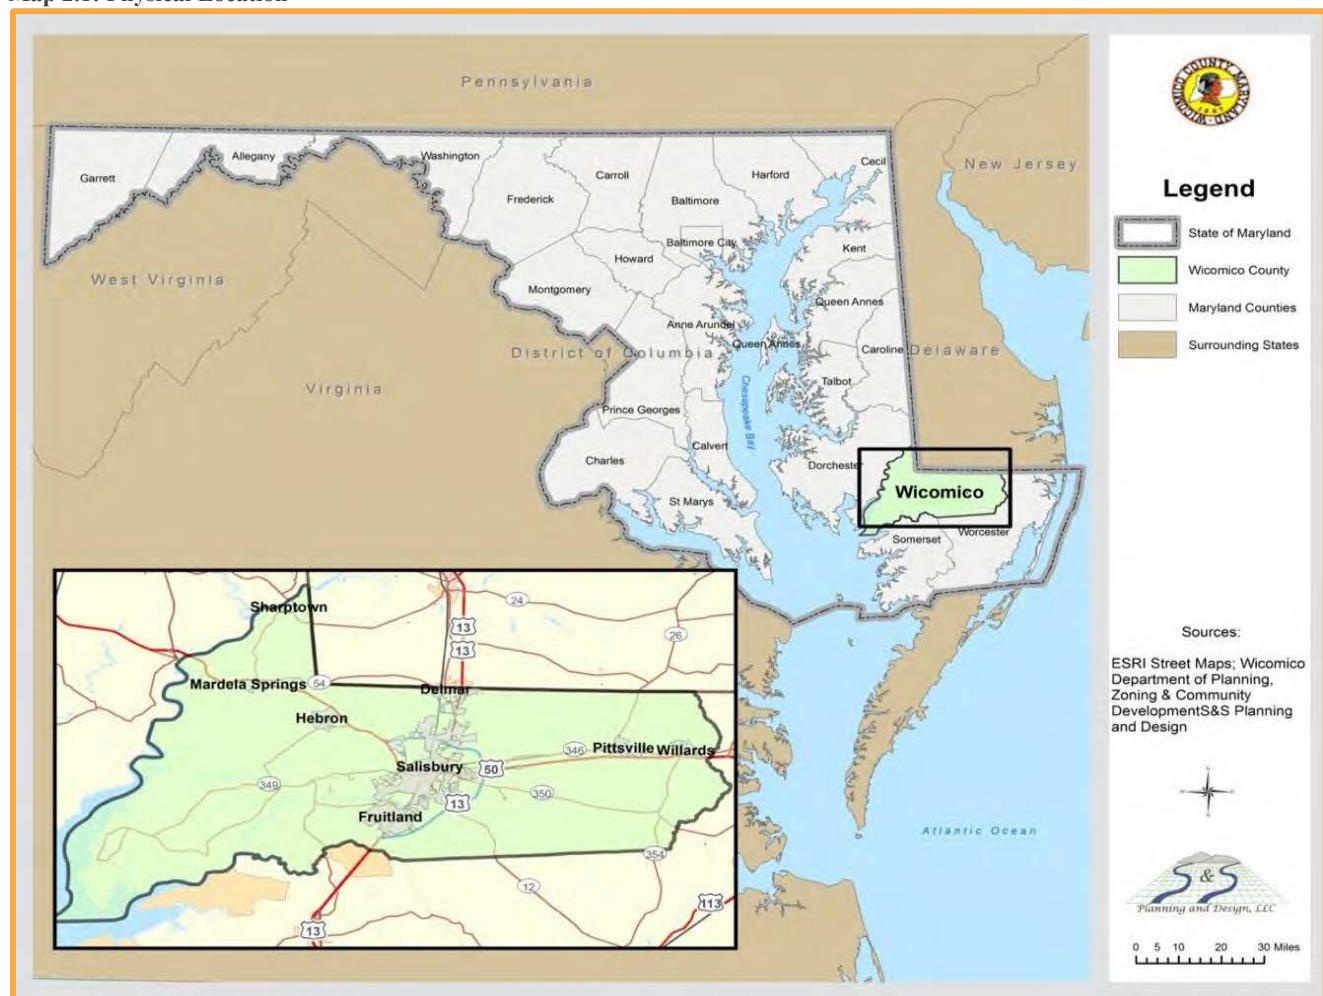 Map 2.1: Physical Location
Pennsylvania
New Jersey
Garrett
Allegany
Washington
Frederick
Carroll
Baltimore
Harford
Cecil
Baltimore City
Howard
Montgomery
Kent
Queen Annes
Anne Arundel
Queen Annes
Caroline
Delaware
West Virginia
District of Columbia
Virginia
Talbot
Chesapeake Bay
Prince Georges
Calvert
Charles
St Marys
Dorchester
Wicomico
Somerset
Worcester
Atlantic Ocean
Sharptown
Mardela Springs
54
Hebron
Delmar
13
13
24
26
Salisbury
50
346
Pittsville
Willards
349
13
350
Fruitland
354
12
113
13
WICOMICO COUNTY, MARYLAND
1867
Legend
State of Maryland
Wicomico County
Maryland Counties
Surrounding States
Sources:
ESRI Street Maps; Wicomico
Department of Planning,
Zoning & Community
DevelopmentS&S Planning
and Design
S & S
Planning and Design, LLC
0 5 10 20 30 Miles